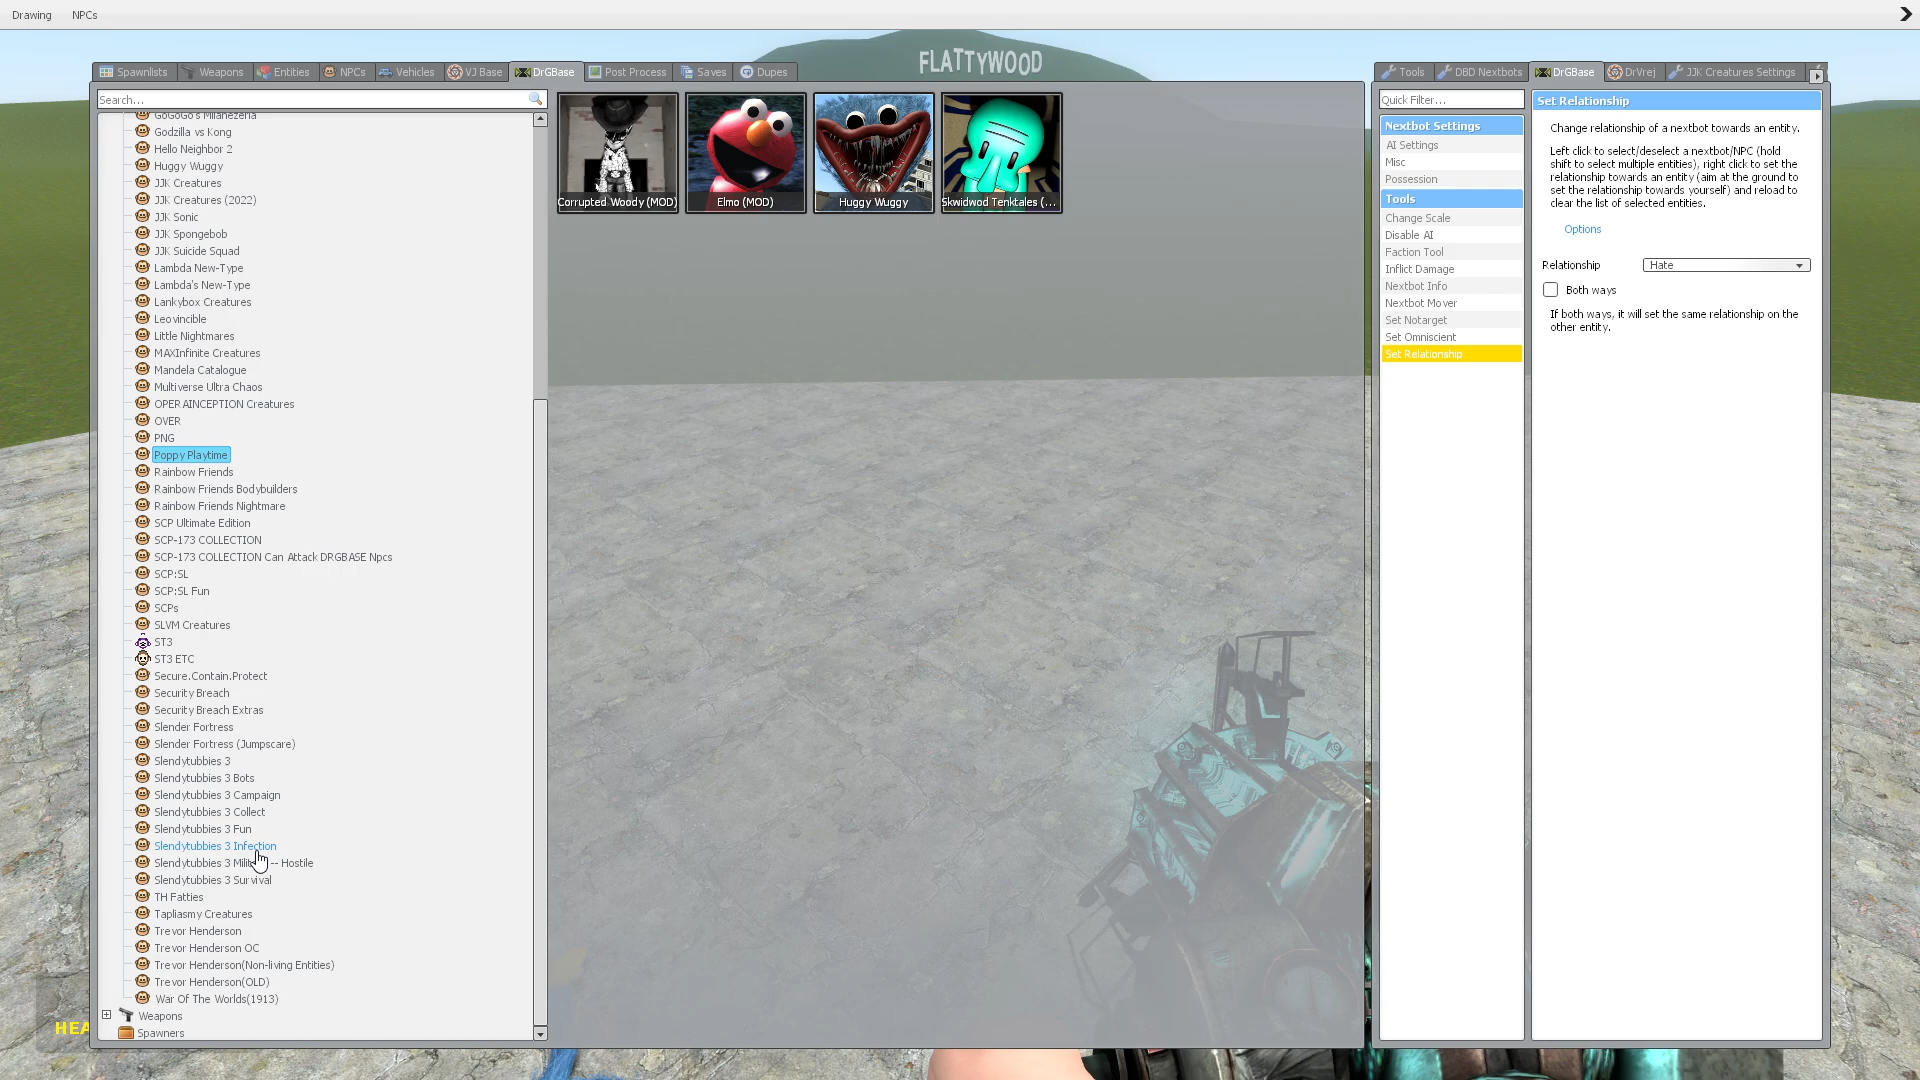 Drawing NPCs
FLATTYWOOD
Spawnlists Weapons Entities NPCs Vehicles VJ Base DrGBase Post Process Saves Dupes
Search...
GoGoGo's Milanezeria
Godzilla vs Kong
Hello Neighbor 2
Huggy Wuggy
JJK Creatures
JJK Creatures (2022)
JJK Sonic
JJK Spongebob
JJK Suicide Squad
Lambda New-Type
Lambda's New-Type
Lankybox Creatures
Leovincible
Little Nightmares
MAXInfinite Creatures
Mandela Catalogue
Multiverse Ultra Chaos
OPERAINCEPTION Creatures
OVER
PNG
Poppy Playtime
Rainbow Friends
Rainbow Friends Bodybuilders
Rainbow Friends Nightmare
SCP Ultimate Edition
SCP-173 COLLECTION
SCP-173 COLLECTION Can Attack DRGBASE Npcs
SCP:SL
SCP:SL Fun
SCPs
SLVM Creatures
ST3
ST3 ETC
Secure.Contain.Protect
Security Breach
Security Breach Extras
Slender Fortress
Slender Fortress (Jumpscare)
Slendytubbies 3
Slendytubbies 3 Bots
Slendytubbies 3 Campaign
Slendytubbies 3 Collect
Slendytubbies 3 Fun
Slendytubbies 3 Infection
Slendytubbies 3 -- Hostile
Slendytubbies 3 Survival
TH Fatties
Tapliasmy Creatures
Trevor Henderson
Trevor Henderson OC
Trevor Henderson(Non-living Entities)
Trevor Henderson(OLD)
War Of The Worlds(1913)
Weapons
Spawners
HEA
Corrupted Woody (MOD)
Elmo (MOD)
Huggy Wuggy
Skwidwod Tenktales (...
Tools DBD Nextbots DrGBase DrVrej JJK Creatures Settings
Quick Filter...
Nextbot Settings
AI Settings
Misc
Possession
Tools
Change Scale
Disable AI
Faction Tool
Inflict Damage
Nextbot Info
Nextbot Mover
Set Notarget
Set Omniscient
Set Relationship
Set Relationship
Change relationship of a nextbot towards an entity.
Left click to select/deselect a nextbot/NPC (hold
shift to select multiple entities), right click to set the
relationship towards an entity (aim at the ground to
set the relationship towards yourself) and reload to
clear the list of selected entities.
Options
Relationship Hate
Both ways
If both ways, it will set the same relationship on the
other entity.